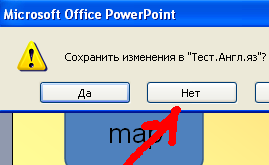 Microsoft Office PowerPoint
Сохранить изменения в "Тест.Англ.яз"?
Да
Нет
map